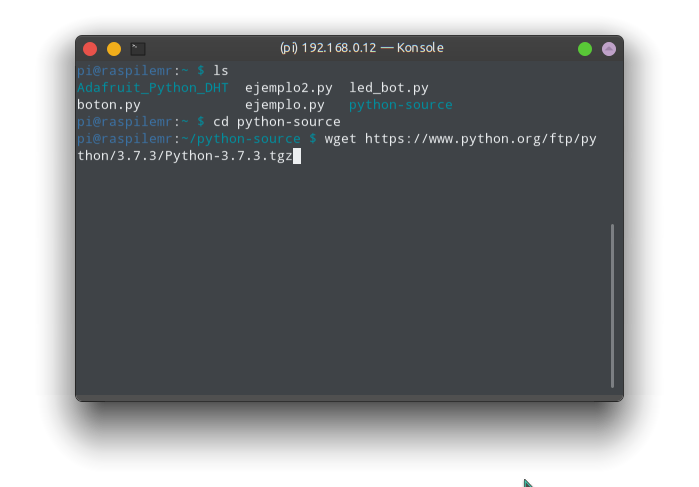 (pi) 192.168.0.12 — Konsole
pi@raspilemr:~ $ ls
Adafruit_Python_DHT  ejemplo2.py  led_bot.py
boton.py             ejemplo.py   python-source
pi@raspilemr:~ $ cd python-source
pi@raspilemr:~/python-source $ wget https://www.python.org/ftp/py
thon/3.7.3/Python-3.7.3.tgz